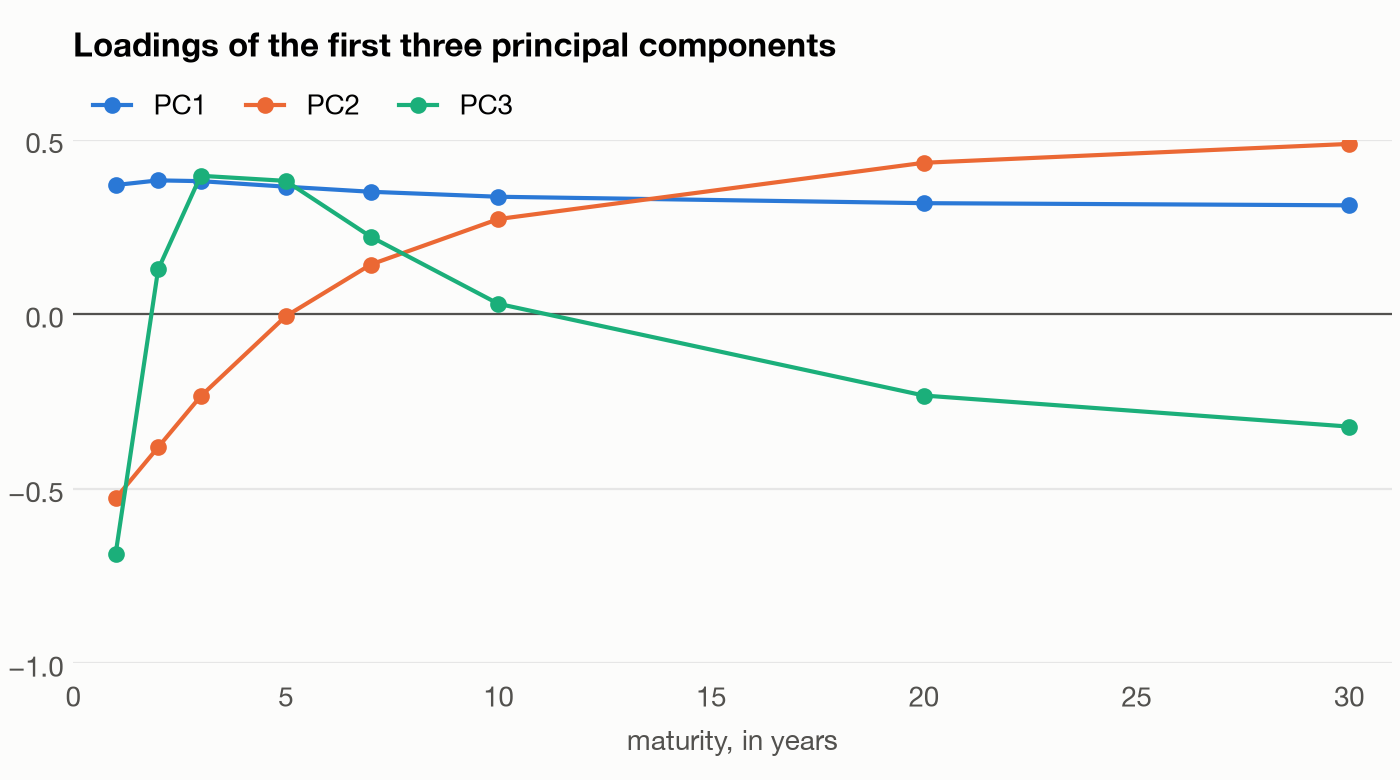 Loadings of the first three principal components
PC1 PC2 PC3
0.5
0.0
−0.5
−1.0
0 5 10 15 20 25 30
maturity, in years